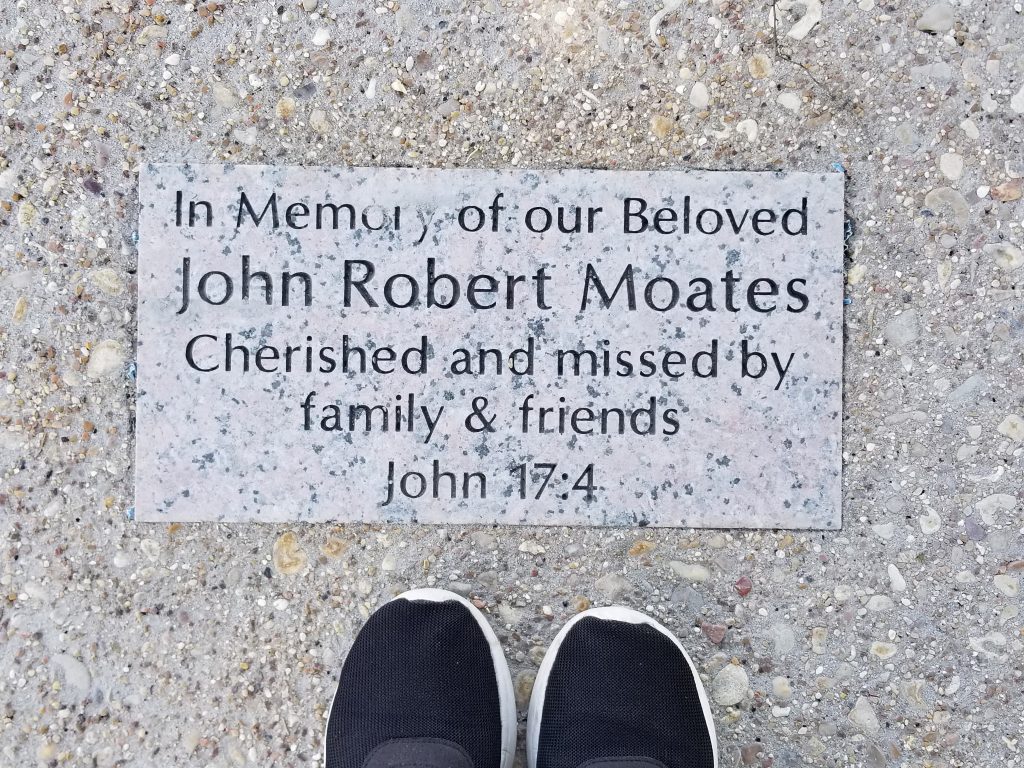 In Memory of our Beloved
John Robert Moates
Cherished and missed by
family & friends
John 17:4